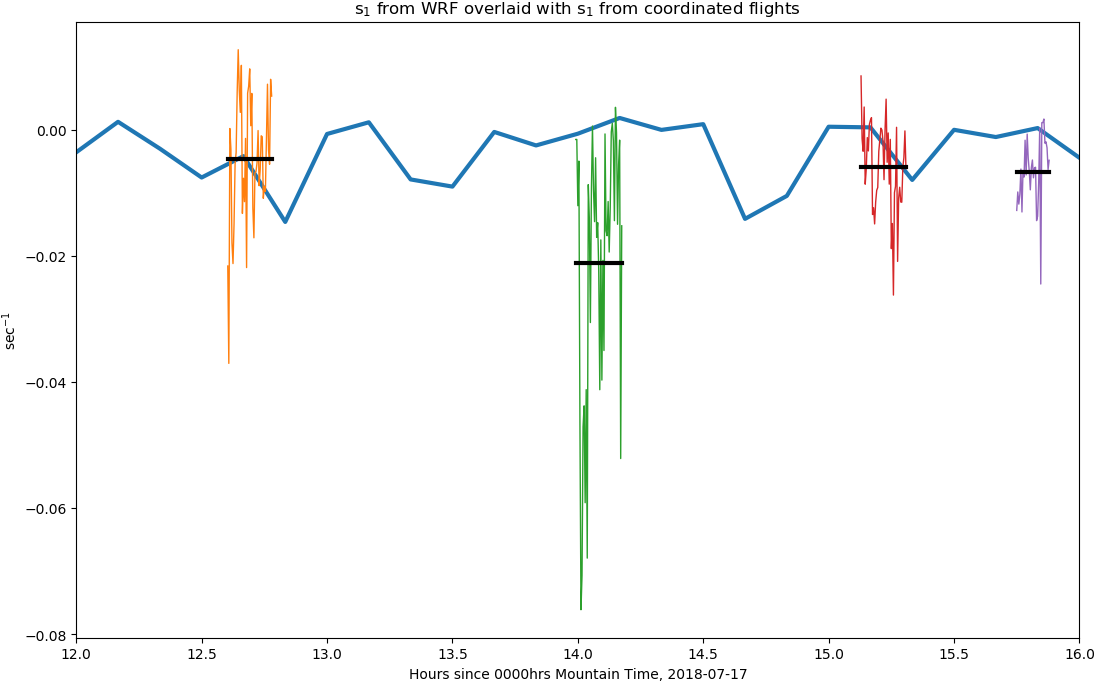 s₁ from WRF overlaid with s₁ from coordinated flights
0.00
−0.02
−0.04
−0.06
−0.08
sec⁻¹
12.0 12.5 13.0 13.5 14.0 14.5 15.0 15.5 16.0
Hours since 0000hrs Mountain Time, 2018-07-17